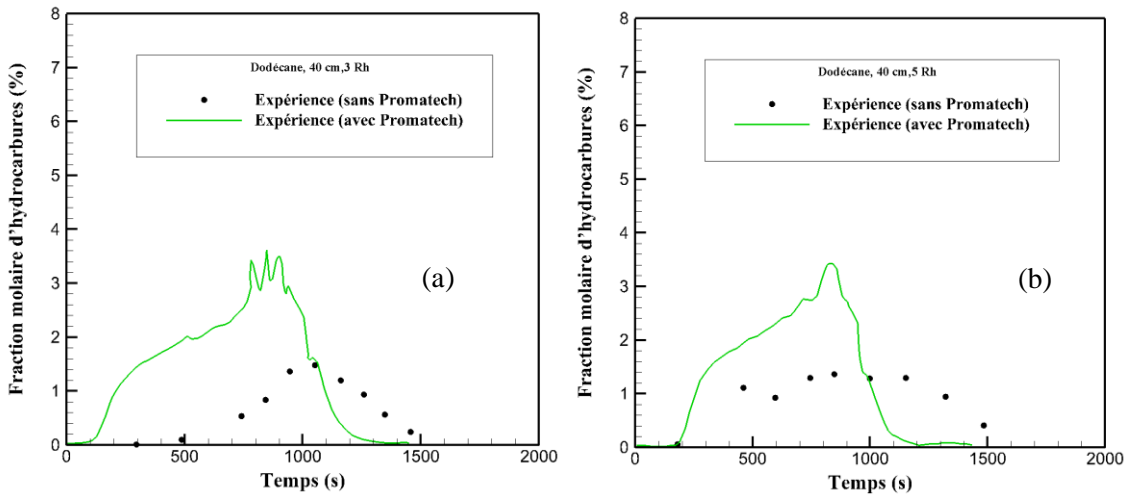 Fraction molaire d'hydrocarbures (%)
8
7
6
5
4
3
2
1
0
Dodécane, 40 cm,3 Rh
Expérience (sans Promatech)
Expérience (avec Promatech)
(a)
0 500 1000 1500 2000
Temps (s)
Fraction molaire d'hydrocarbures (%)
8
7
6
5
4
3
2
1
0
Dodécane, 40 cm,5 Rh
Expérience (sans Promatech)
Expérience (avec Promatech)
(b)
0 500 1000 1500 2000
Temps (s)